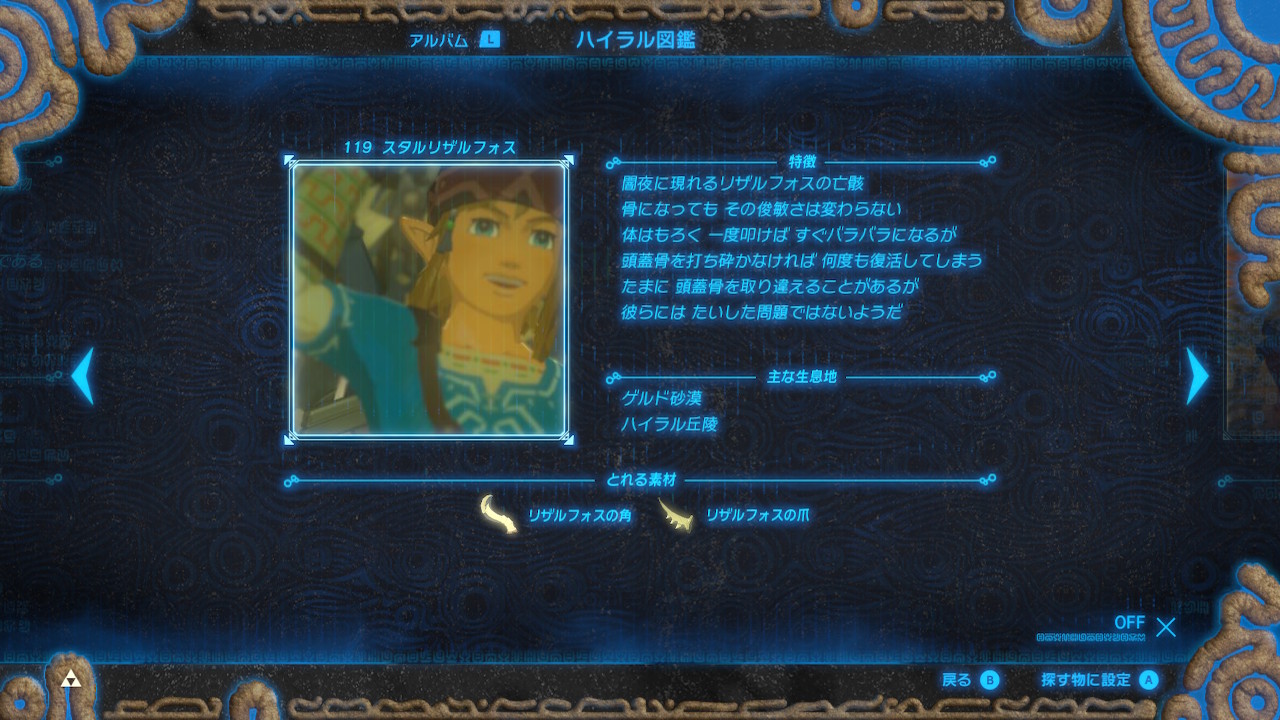 アルバム L
ハイラル図鑑
119 スタルリザルフォス
特徴
闇夜に現れるリザルフォスの亡骸
骨になっても その俊敏さは変わらない
体はもろく 一度叩けば すぐバラバラになるが
頭蓋骨を打ち砕かなければ 何度も復活してしまう
たまに 頭蓋骨を取り違えることがあるが
彼らには たいした問題ではないようだ
主な生息地
ゲルド砂漠
ハイラル丘陵
とれる素材
リザルフォスの角
リザルフォスの爪
OFF
戻る B
探す物に設定 A